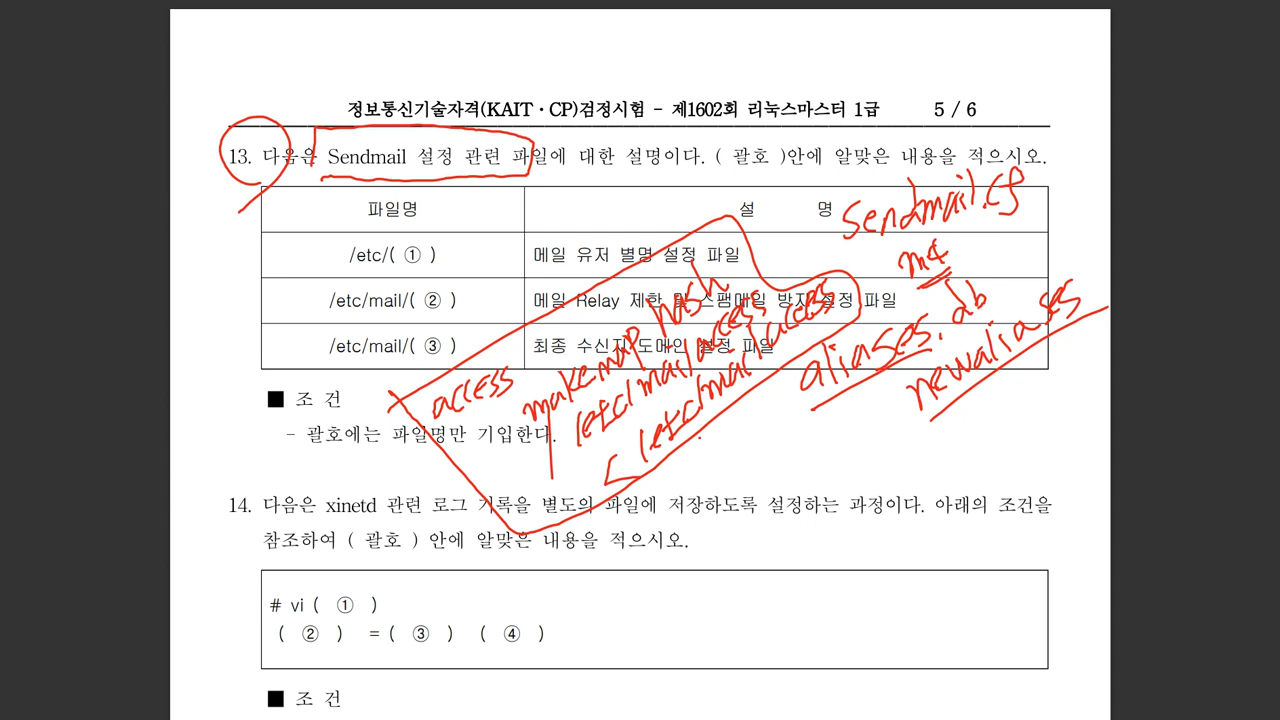 정보통신기술자격(KAIT・CP)검정시험 - 제1602회 리눅스마스터 1급 5 / 6
13. 다음은 Sendmail 설정 관련 파일에 대한 설명이다. ( 괄호 )안에 알맞은 내용을 적으시오.
파일명 설 명
/etc/( ① ) 메일 유저 별명 설정 파일
/etc/mail/( ② ) 메일 Relay 제한 및 스팸메일 방지 설정 파일
/etc/mail/( ③ ) 최종 수신지 도메인 설정 파일
sendmail.cf
m4
aliases.db
newaliases
access
makemap hash
/etc/mail/access
< /etc/mail/access
■ 조 건
- 괄호에는 파일명만 기입한다.
14. 다음은 xinetd 관련 로그 기록을 별도의 파일에 저장하도록 설정하는 과정이다. 아래의 조건을
참조하여 ( 괄호 ) 안에 알맞은 내용을 적으시오.
# vi ( ① )
( ② ) = ( ③ ) ( ④ )
■ 조 건